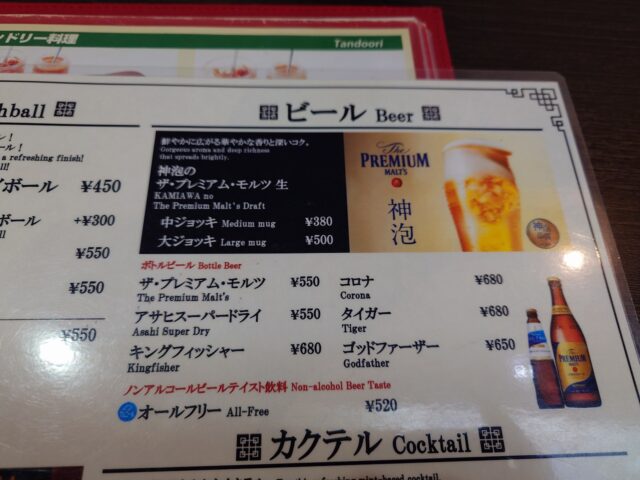 ンドリー料理
Tandoori
hball
a refreshing finish!
ボール ¥450
ボール +¥300
¥550
¥550
¥550
ビール Beer
鮮やかに広がる華やかな香りと深いコク。
Gorgeous aroma and deep richness
that spreads brightly.
神泡の
ザ・プレミアム・モルツ 生
KAMIAWA no
The Premium Malt's Draft
中ジョッキ Medium mug ¥380
大ジョッキ Large mug ¥500
The
PREMIUM
MALT'S
神泡
ボトルビール Bottle Beer
ザ・プレミアム・モルツ ¥550
The Premium Malt's
アサヒスーパードライ ¥550
Asahi Super Dry
キングフィッシャー ¥680
Kingfisher
コロナ ¥680
Corona
タイガー ¥680
Tiger
ゴッドファーザー ¥650
Godfather
PREMIUM
ノンアルコールビールテイスト飲料 Non-alcohol Beer Taste
オールフリー All-Free ¥520
カクテル Cocktail